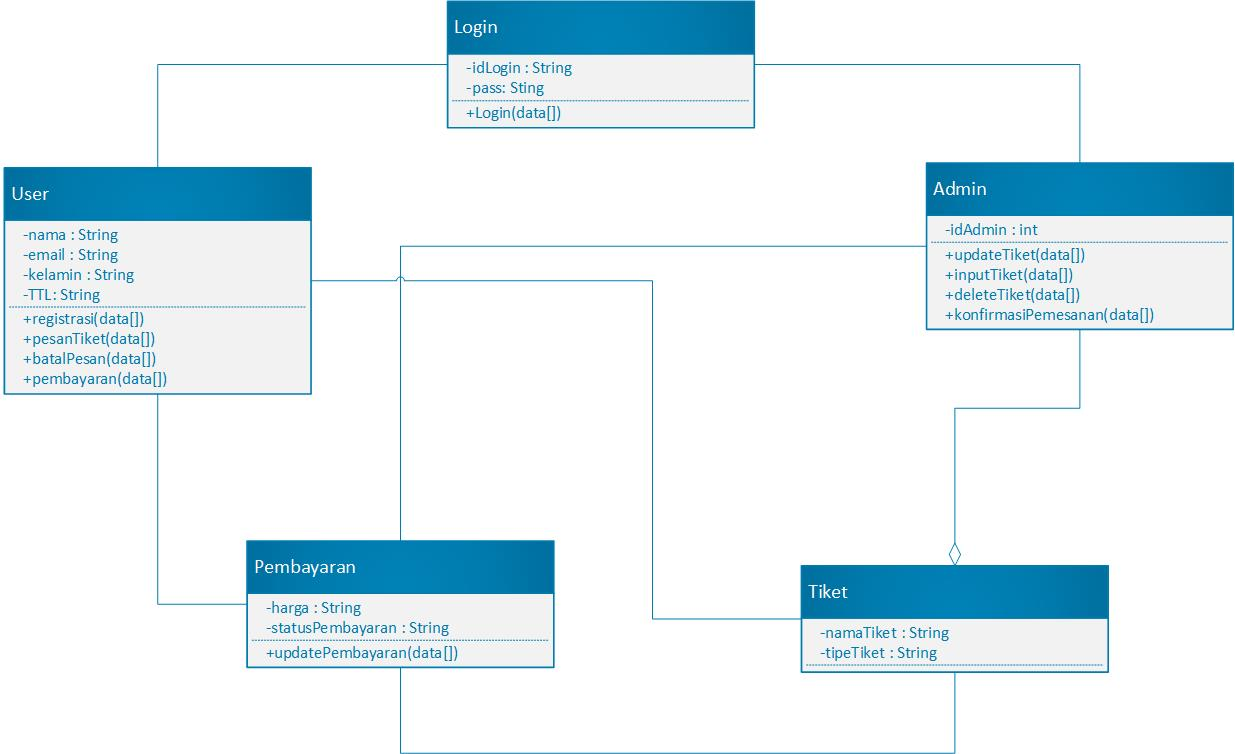 Login
-idLogin : String
-pass: Sting
+Login(data[])
User
-nama : String
-email : String
-kelamin : String
-TTL: String
+registrasi(data[])
+pesanTiket(data[])
+batalPesan(data[])
+pembayaran(data[])
Admin
-idAdmin : int
+updateTiket(data[])
+inputTiket(data[])
+deleteTiket(data[])
+konfirmasiPemesanan(data[])
Pembayaran
-harga : String
-statusPembayaran : String
+updatePembayaran(data[])
Tiket
-namaTiket : String
-tipeTiket : String